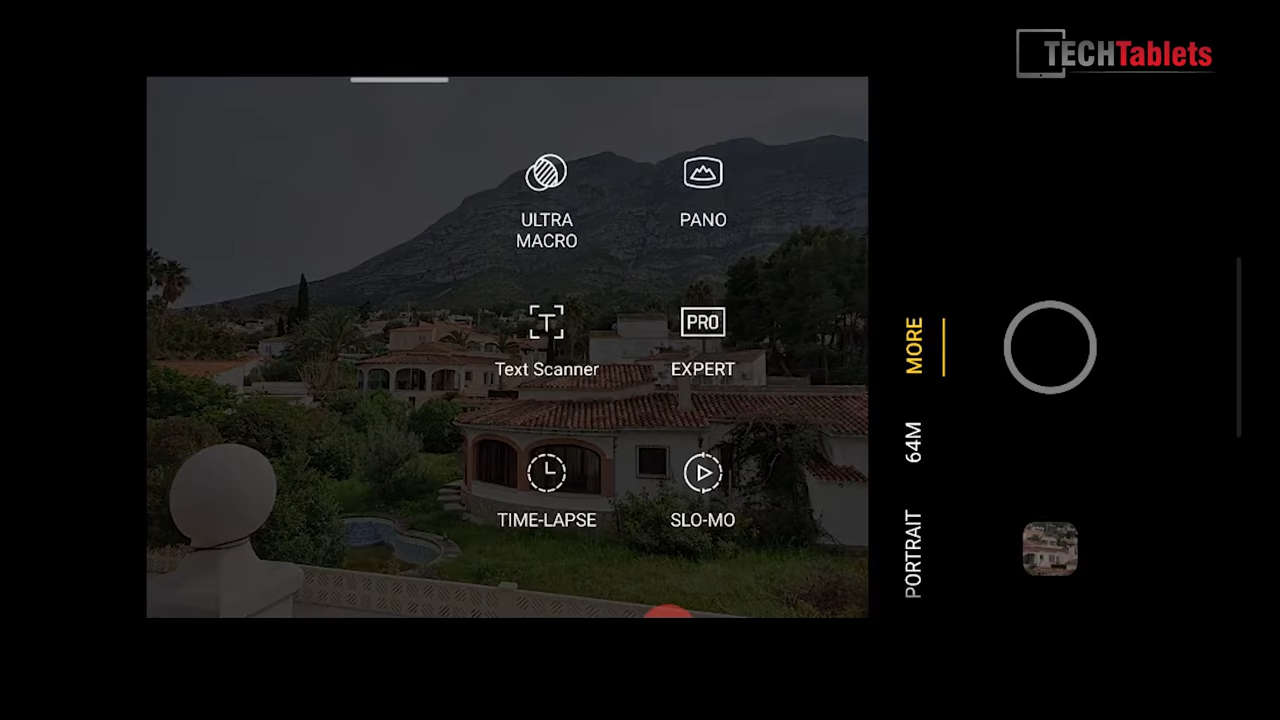 TECHTablets
ULTRA
MACRO
PANO
T
Text Scanner
PRO
EXPERT
TIME-LAPSE
SLO-MO
MORE
64M
PORTRAIT